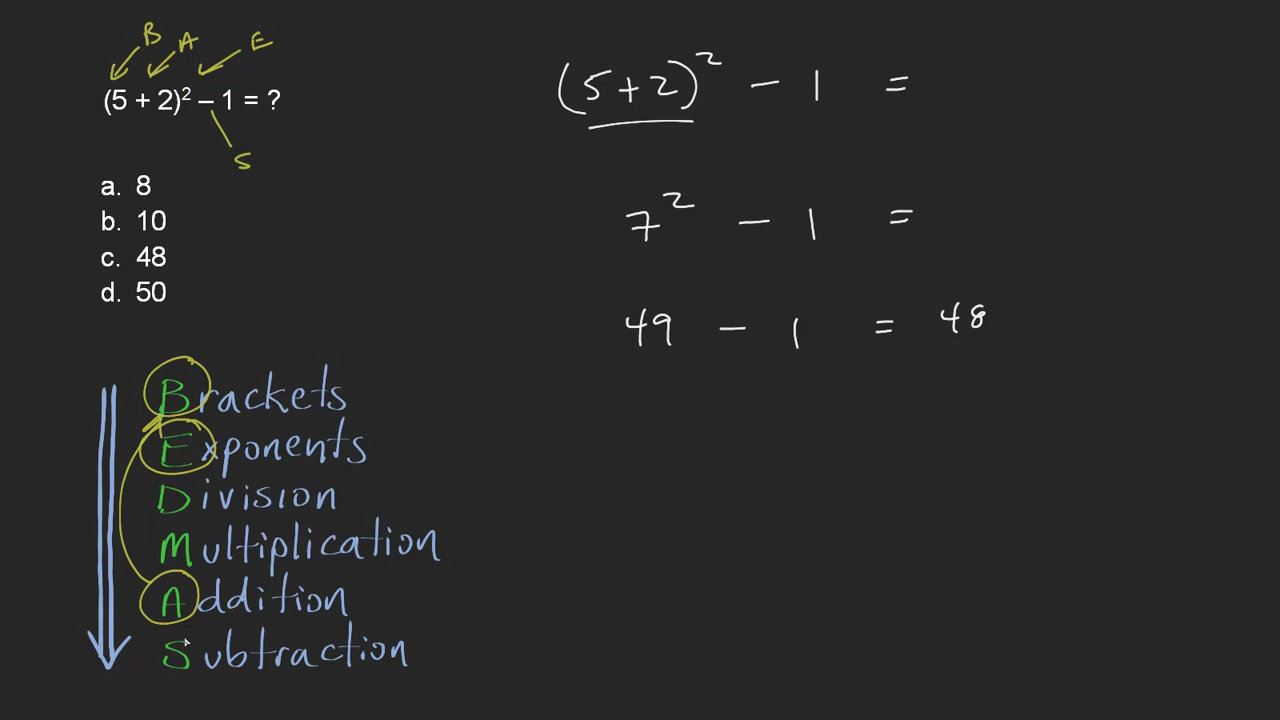 B A E
(5 + 2)² – 1 = ?
S
a. 8
b. 10
c. 48
d. 50
Brackets
Exponents
Division
Multiplication
Addition
Subtraction
(5+2)² − 1 =
7² − 1 =
49 − 1 = 48